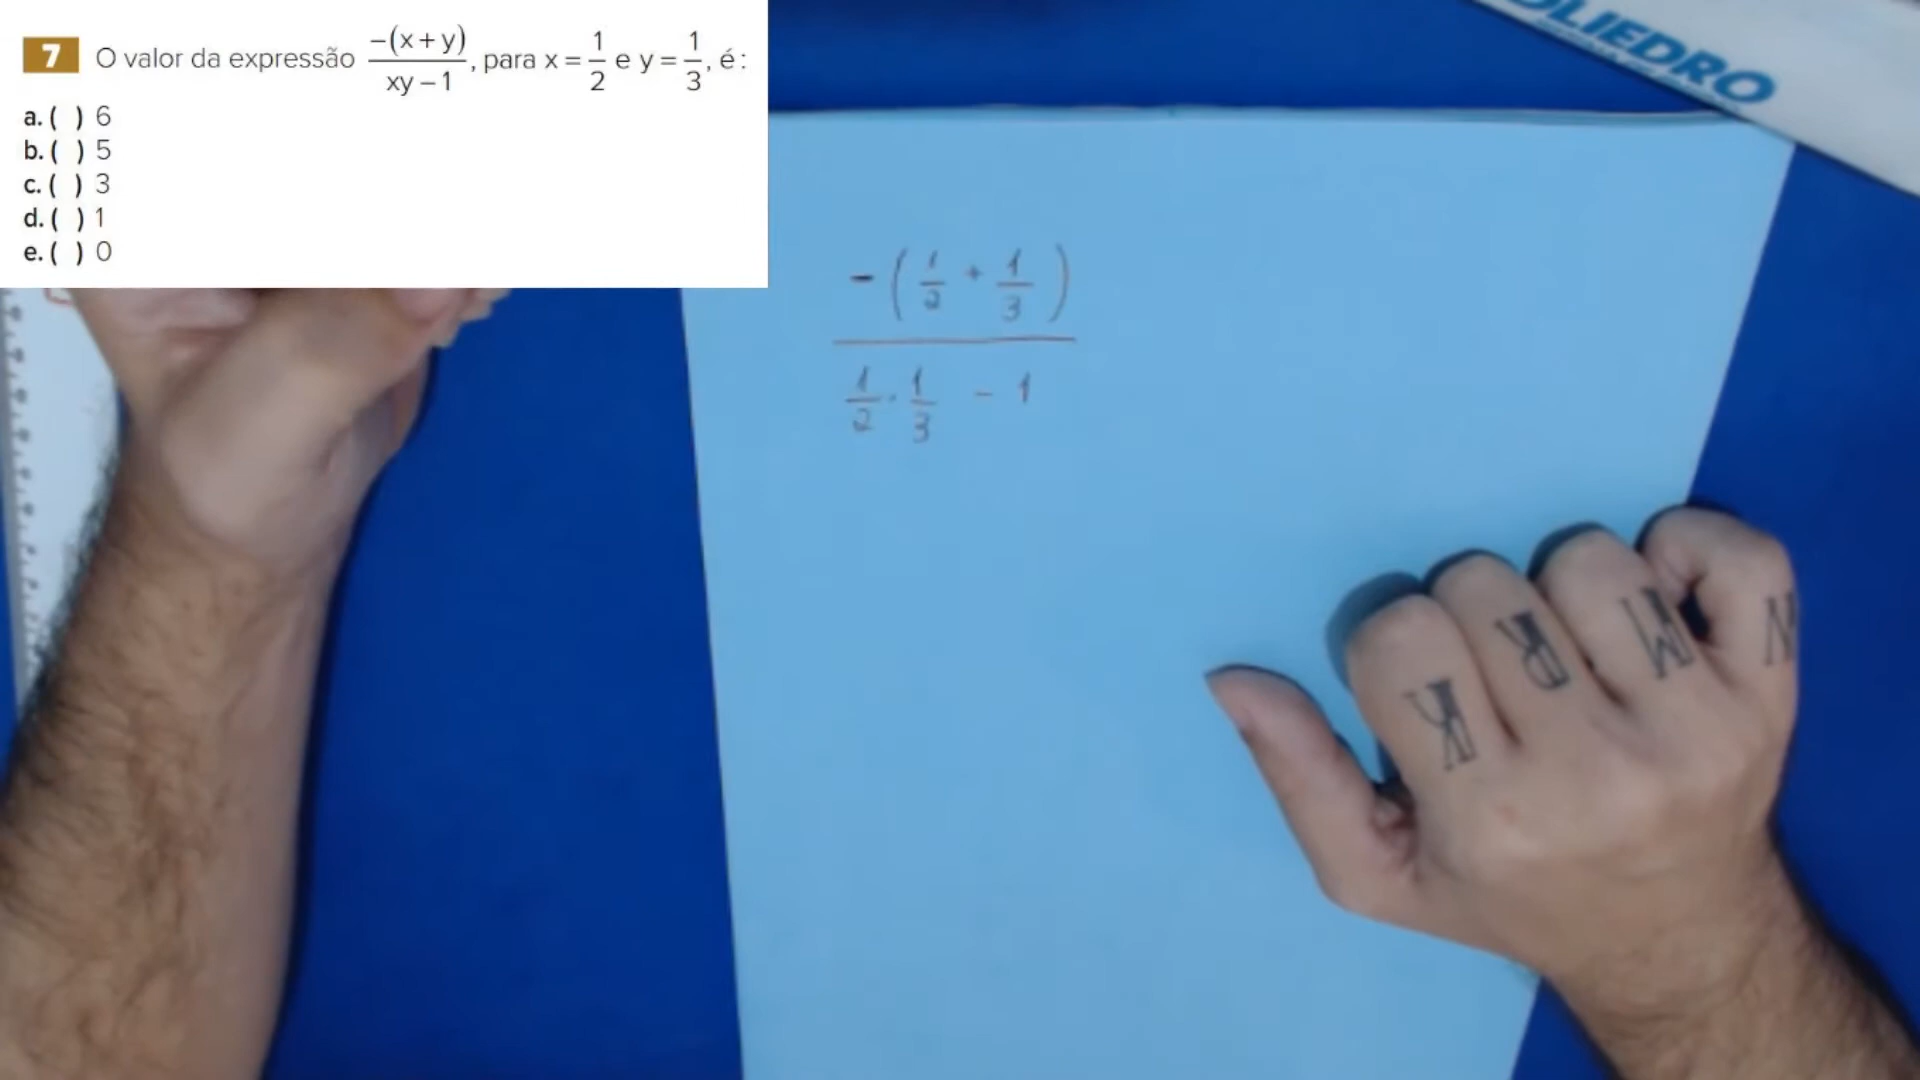 7 O valor da expressão -(x+y)/(xy-1), para x = 1/2 e y = 1/3, é:
a. ( ) 6
b. ( ) 5
c. ( ) 3
d. ( ) 1
e. ( ) 0
OLIEDRO
- ( 1/2 + 1/3 )
1/2 . 1/3 - 1